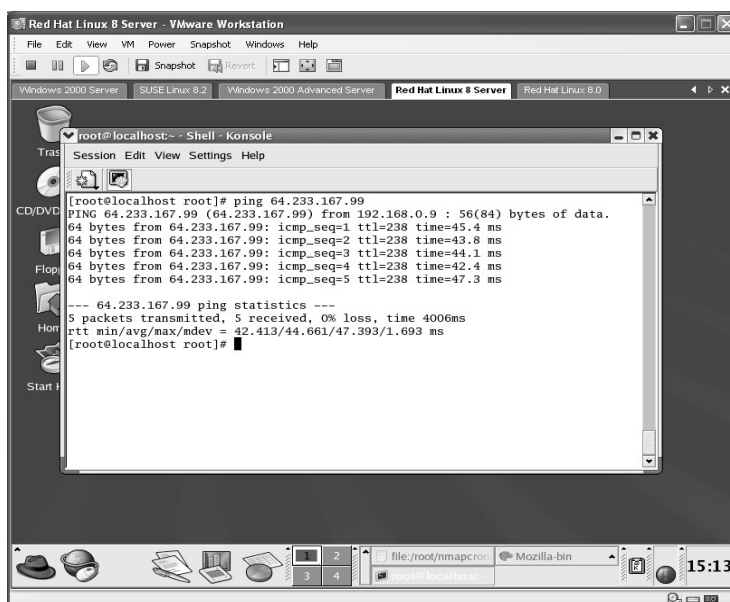 Red Hat Linux 8 Server - VMware Workstation
File Edit View VM Power Snapshot Windows Help
Snapshot Revert
Windows 2000 Server SUSE Linux 8.2 Windows 2000 Advanced Server Red Hat Linux 8 Server Red Hat Linux 8.0
root@localhost:~ - Shell - Konsole
Session Edit View Settings Help
[root@localhost root]# ping 64.233.167.99
PING 64.233.167.99 (64.233.167.99) from 192.168.0.9 : 56(84) bytes of data.
64 bytes from 64.233.167.99: icmp_seq=1 ttl=238 time=45.4 ms
64 bytes from 64.233.167.99: icmp_seq=2 ttl=238 time=43.8 ms
64 bytes from 64.233.167.99: icmp_seq=3 ttl=238 time=44.1 ms
64 bytes from 64.233.167.99: icmp_seq=4 ttl=238 time=42.4 ms
64 bytes from 64.233.167.99: icmp_seq=5 ttl=238 time=47.3 ms
--- 64.233.167.99 ping statistics ---
5 packets transmitted, 5 received, 0% loss, time 4006ms
rtt min/avg/max/mdev = 42.413/44.661/47.393/1.693 ms
[root@localhost root]#
Tras
CD/DVD
Flop
Hom
Start H
1 2
3 4
file:/root/nmapcron
Mozilla-bin
root@localhost:
15:13